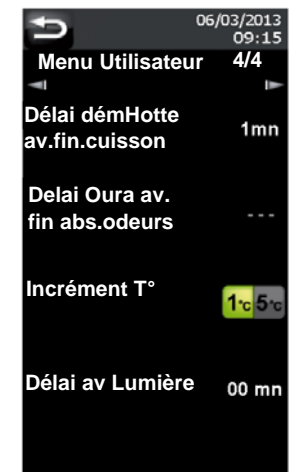 06/03/2013
09:15
Menu Utilisateur 4/4
Délai démHotte
av.fin.cuisson
1mn
Delai Oura av.
fin abs.odeurs
---
Incrément T°
1°c 5°c
Délai av Lumière 00 mn